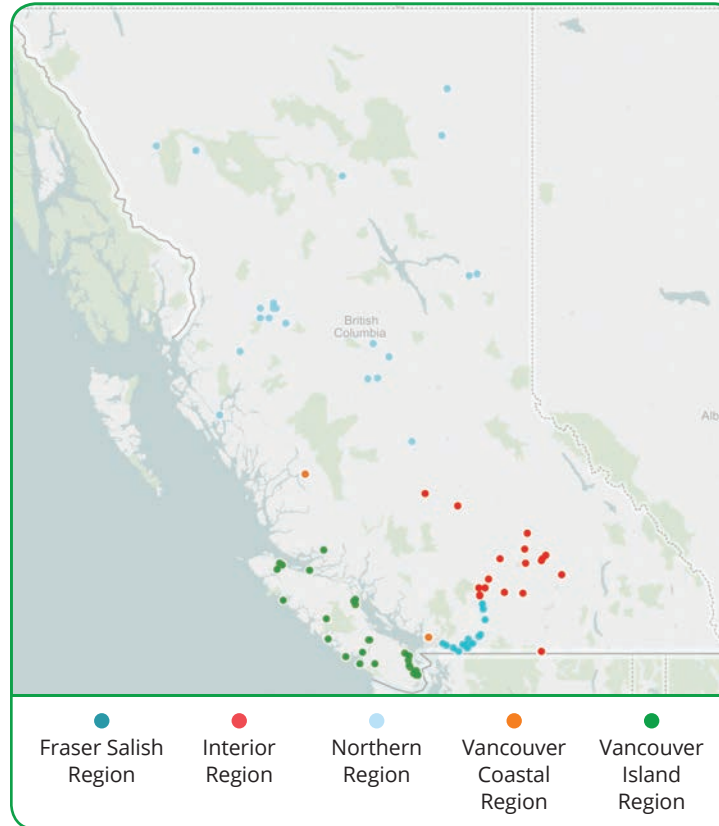 British
Columbia
Alb
Fraser Salish
Region
Interior
Region
Northern
Region
Vancouver
Coastal
Region
Vancouver
Island
Region